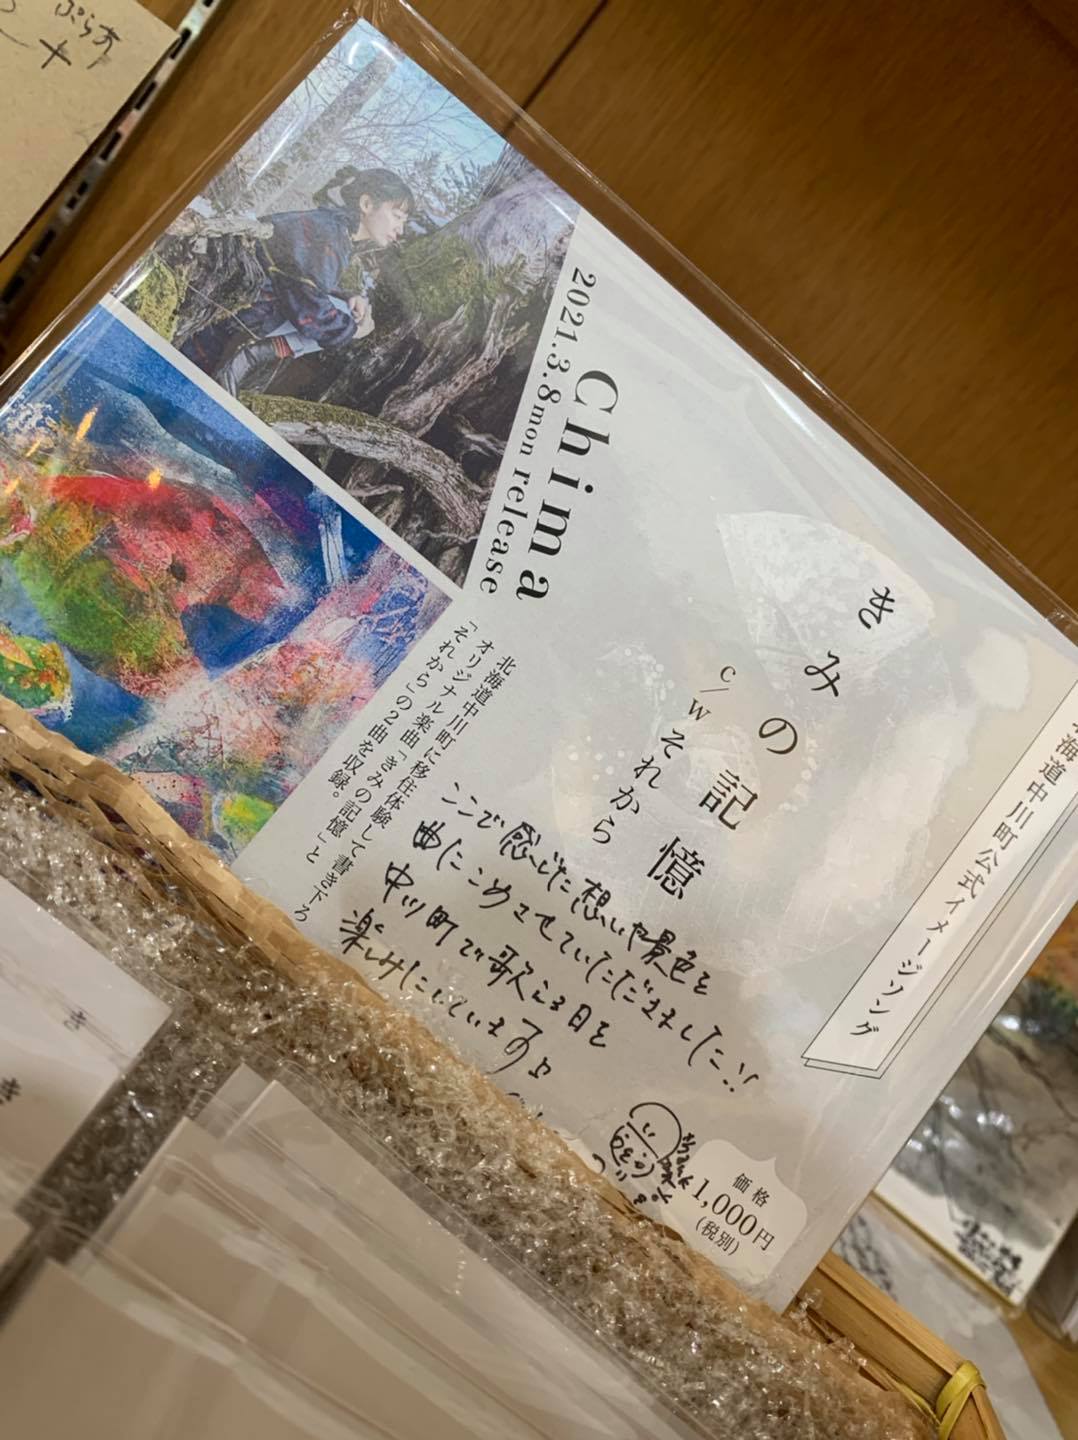 ぷらす
北海道中川町公式イメージソング
きみの記憶
c/w それから
Chima
2021.3.8mon release
北海道中川町に移住体験して書き下ろ
オリジナル楽曲「きみの記憶」と
「それから」の2曲を収録。
ここで感じた想いや景色を
曲にこめさせていただきました!!
中川町で歌える日を
楽しみにしています♪
価格
1,000円
(税別)